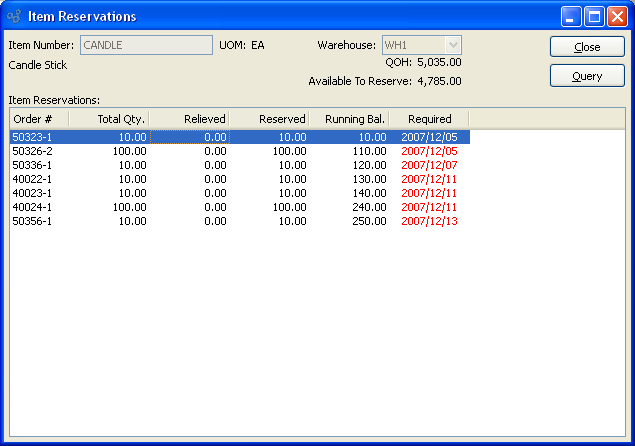 Item Reservations
Item Number: CANDLE UOM: EA Warehouse: WH1 Close
Candle Stick QOH: 5,035.00
Available To Reserve: 4,785.00 Query
Item Reservations:
Order # Total Qty. Relieved Reserved Running Bal. Required
50323-1 10.00 0.00 10.00 10.00 2007/12/05
50326-2 100.00 0.00 100.00 110.00 2007/12/05
50336-1 10.00 0.00 10.00 120.00 2007/12/07
40022-1 10.00 0.00 10.00 130.00 2007/12/11
40023-1 10.00 0.00 10.00 140.00 2007/12/11
40024-1 100.00 0.00 100.00 240.00 2007/12/11
50356-1 10.00 0.00 10.00 250.00 2007/12/13